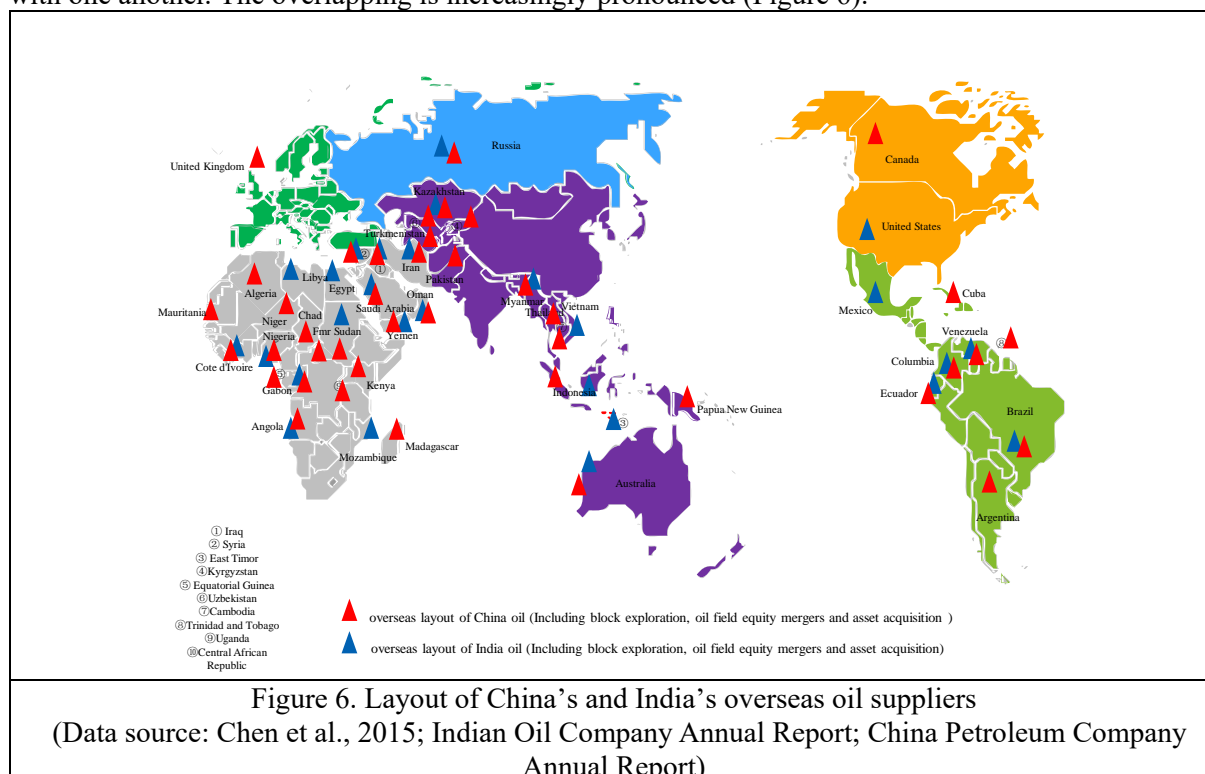 with one another. The overlapping is increasingly pronounced (Figure 6).
United Kingdom
Russia
Canada
Kazakhstan
United States
Turkmenistan
②
①
Iran
Pakistan
Libya
Egypt
Algeria
Saudi Arabia
Oman
Myanmar
Thailand
Vietnam
Mexico
Cuba
Mauritania
Niger
Chad
Fmr Sudan
Yemen
Nigeria
Venezuela
⑧
Cote d'Ivoire
⑤
Gabon
Kenya
Columbia
Ecuador
Indonesia
Papua New Guinea
Brazil
③
Angola
Madagascar
Mozambique
Australia
Argentina
① Iraq
② Syria
③ East Timor
④Kyrgyzstan
⑤ Equatorial Guinea
⑥Uzbekistan
⑦Cambodia
⑧Trinidad and Tobago
⑨Uganda
⑩Central African
Republic
overseas layout of China oil (Including block exploration, oil field equity mergers and asset acquisition )
overseas layout of India oil (Including block exploration, oil field equity mergers and asset acquisition)
Figure 6. Layout of China's and India's overseas oil suppliers
(Data source: Chen et al., 2015; Indian Oil Company Annual Report; China Petroleum Company
Annual Report)